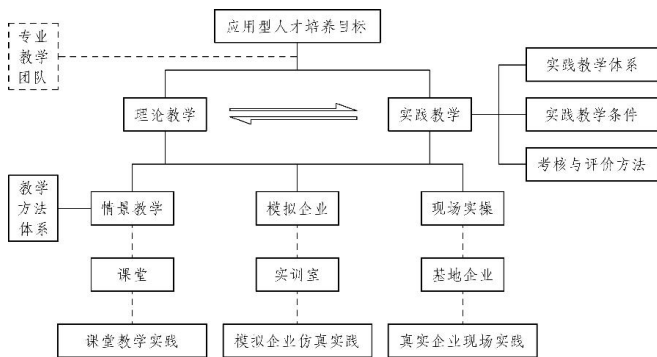 应用型人才培养目标
专业
教学
团队
实践教学体系
理论教学
实践教学
实践教学条件
考核与评价方法
教学
方法
体系
情景教学
模拟企业
现场实操
课堂
实训室
基地企业
课堂教学实践
模拟企业仿真实践
真实企业现场实践